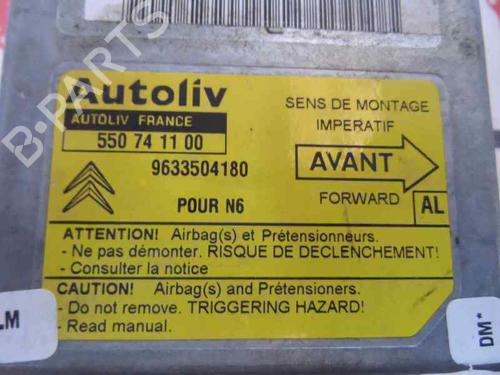 B-PARTS
Autoliv
AUTOLIV FRANCE
550 74 11 00
9633504180
POUR N6
SENS DE MONTAGE
IMPERATIF
AVANT
FORWARD
AL
ATTENTION! Airbag(s) et Prétensionneurs.
- Ne pas démonter. RISQUE DE DECLENCHEMENT!
- Consulter la notice
CAUTION! Airbag(s) and Pretensioners.
- Do not remove. TRIGGERING HAZARD!
- Read manual.
LM
DM*